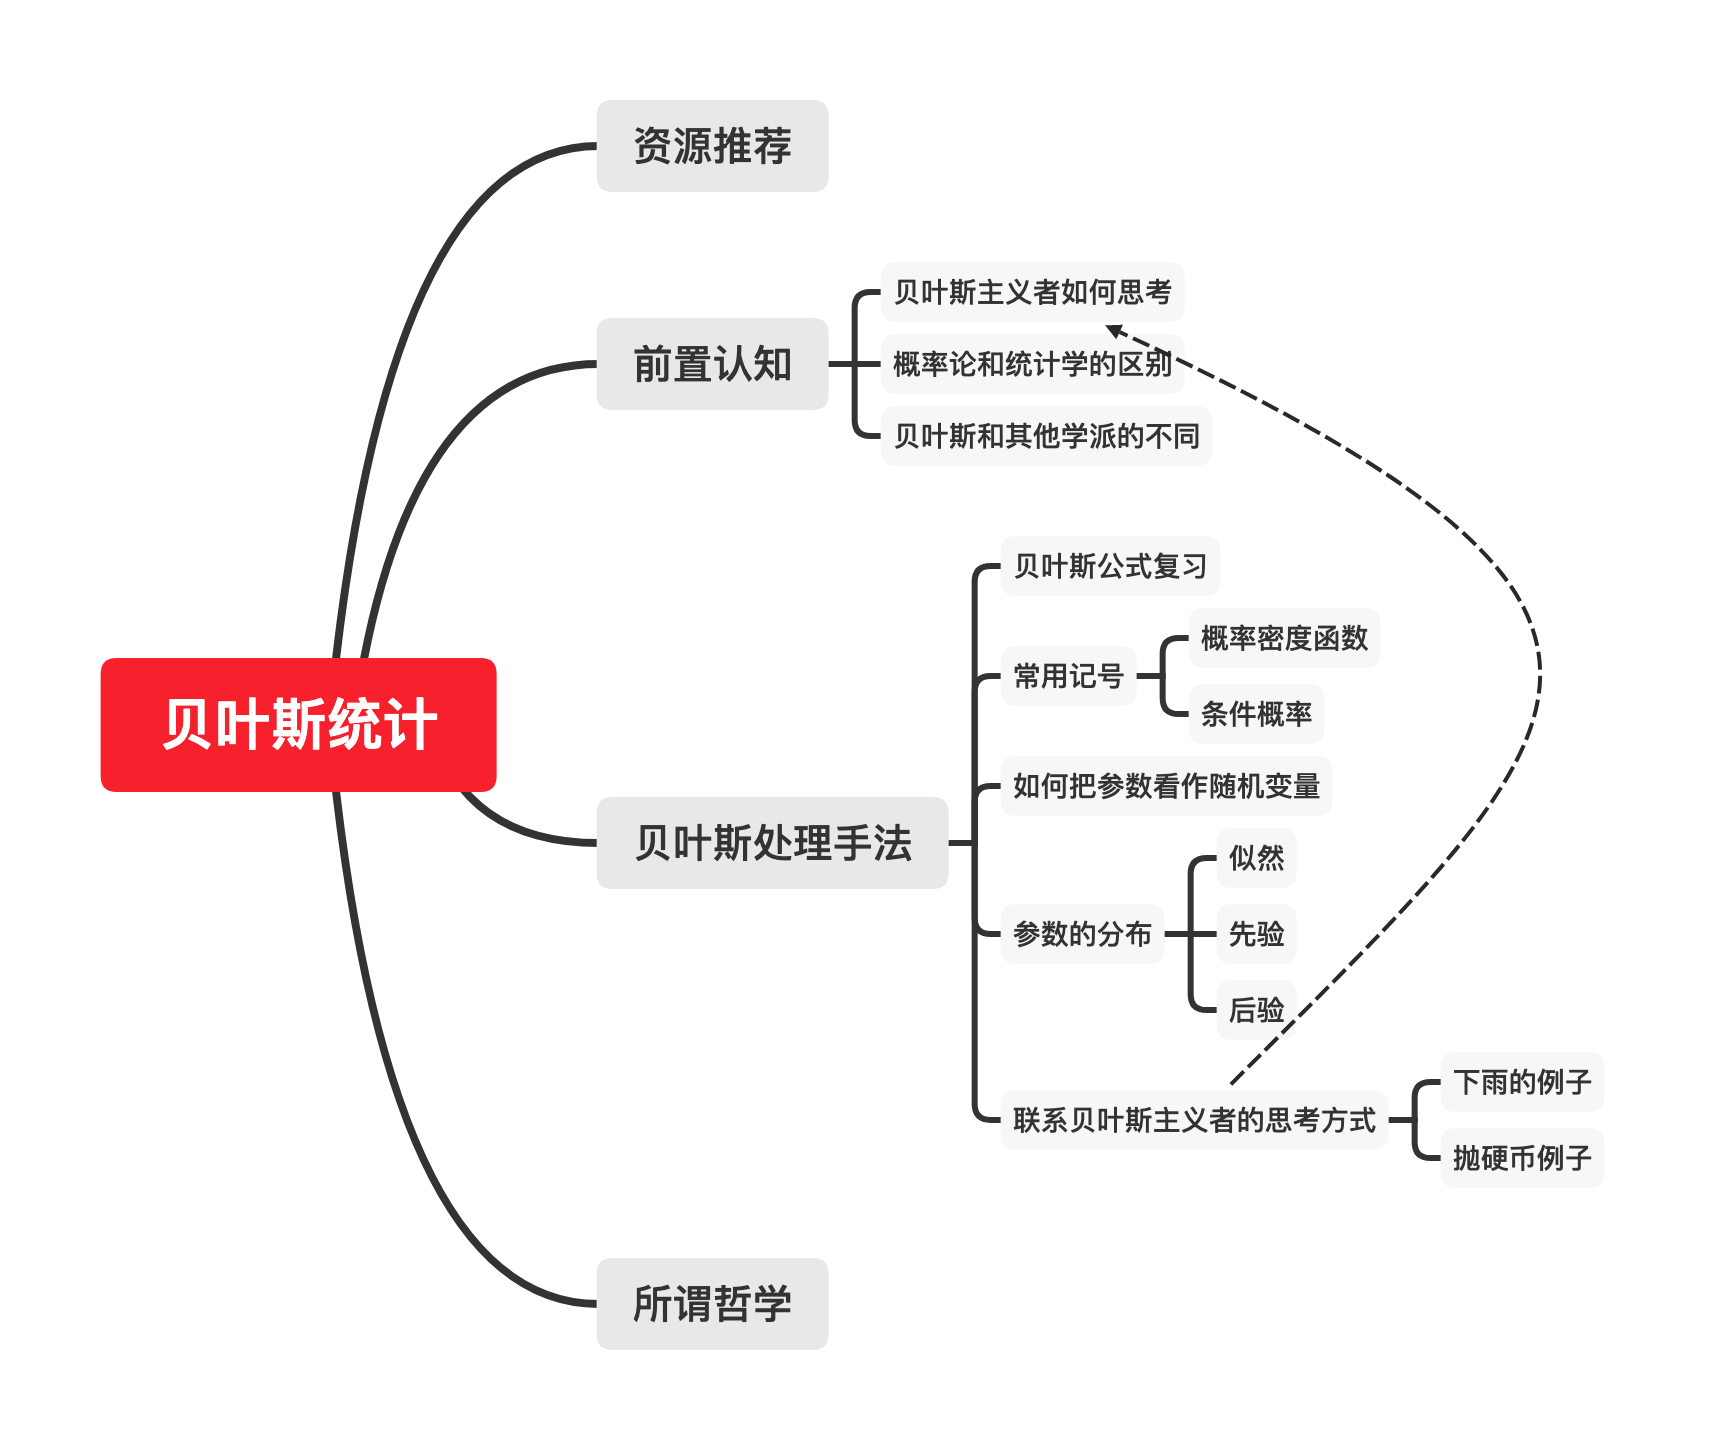 贝叶斯统计
资源推荐
前置认知
贝叶斯主义者如何思考
概率论和统计学的区别
贝叶斯和其他学派的不同
贝叶斯处理手法
贝叶斯公式复习
常用记号
概率密度函数
条件概率
如何把参数看作随机变量
参数的分布
似然
先验
后验
联系贝叶斯主义者的思考方式
下雨的例子
抛硬币例子
所谓哲学